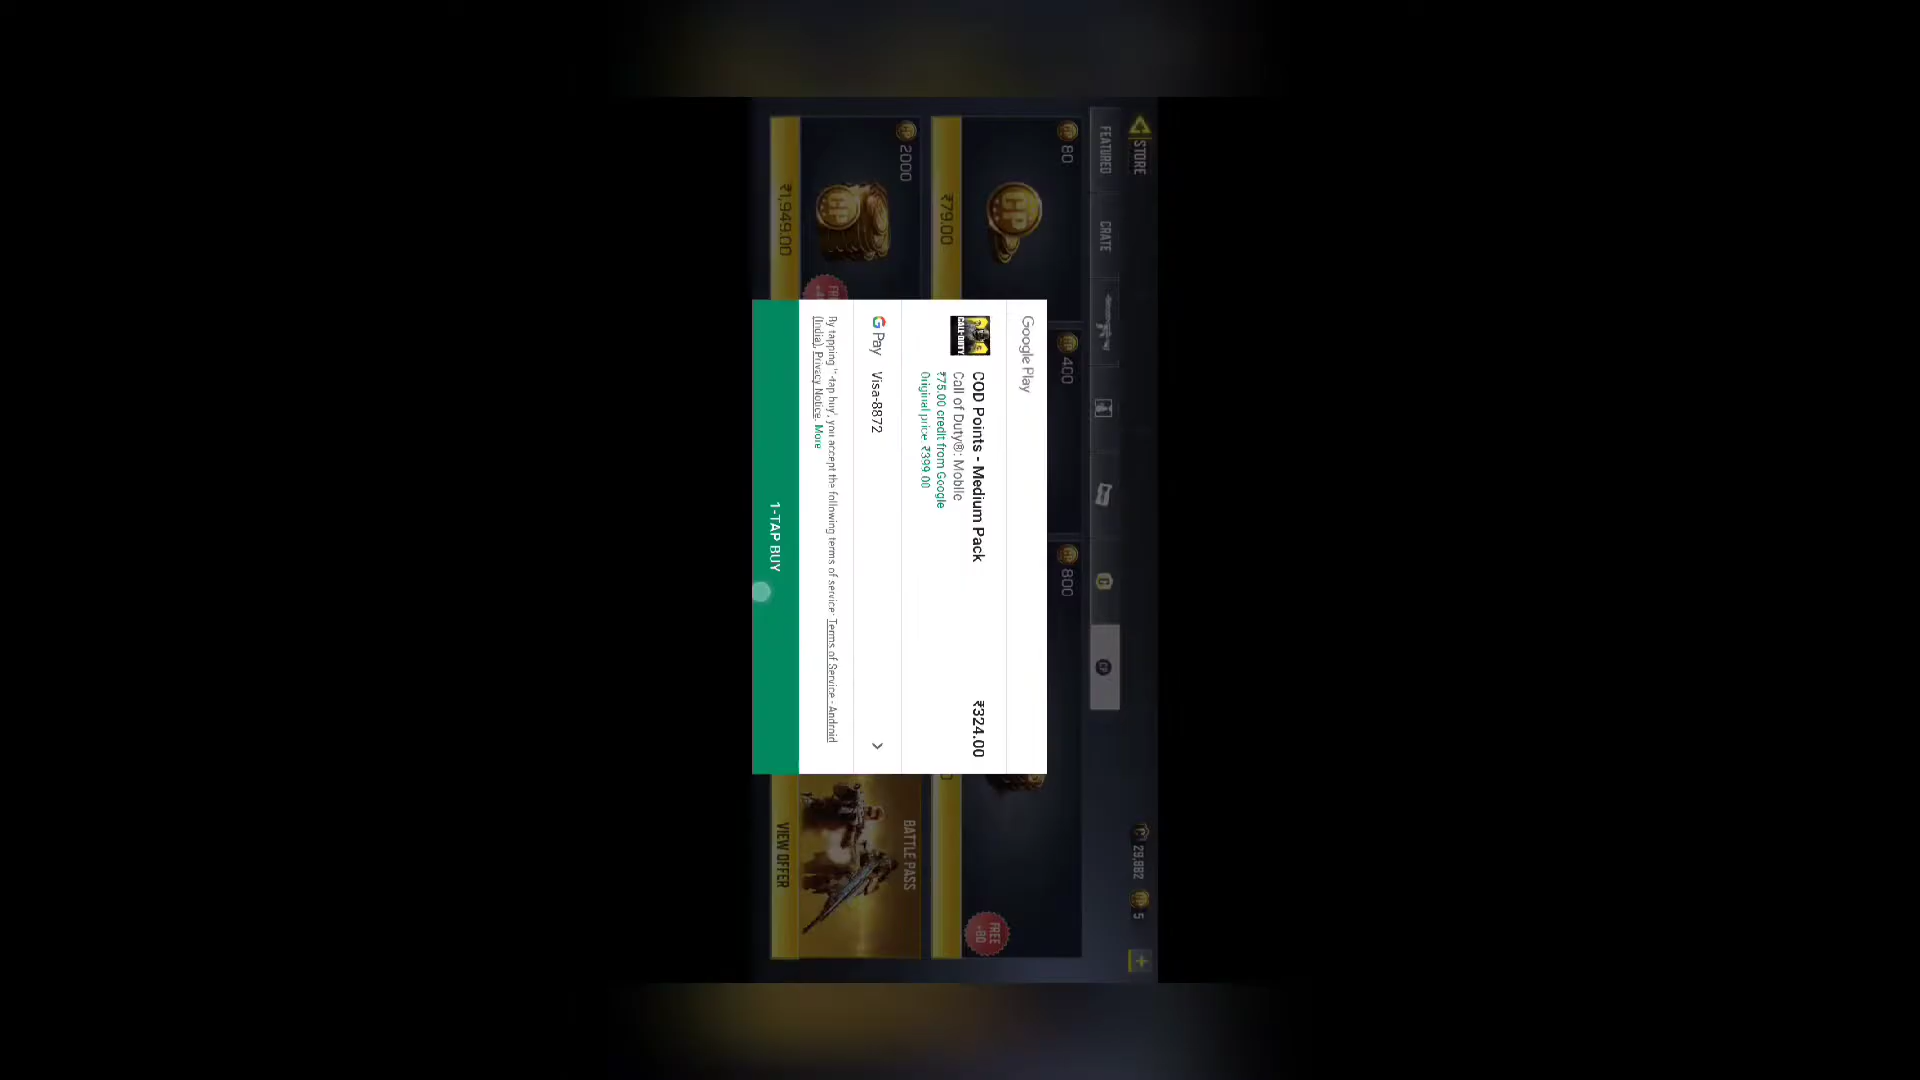 STORE
29,882
5
FEATURED
CRATE
80
400
800
₹79.00
FREE
+80
2000
₹1,949.00
BATTLE PASS
VIEW OFFER
Google Play
COD Points - Medium Pack
₹324.00
Call of Duty®: Mobile
₹75.00 credit from Google
Original price: ₹399.00
G Pay Visa-8872
By tapping "1-tap buy", you accept the following terms of service: Terms of Service - Android
(India), Privacy Notice. More
1-TAP BUY